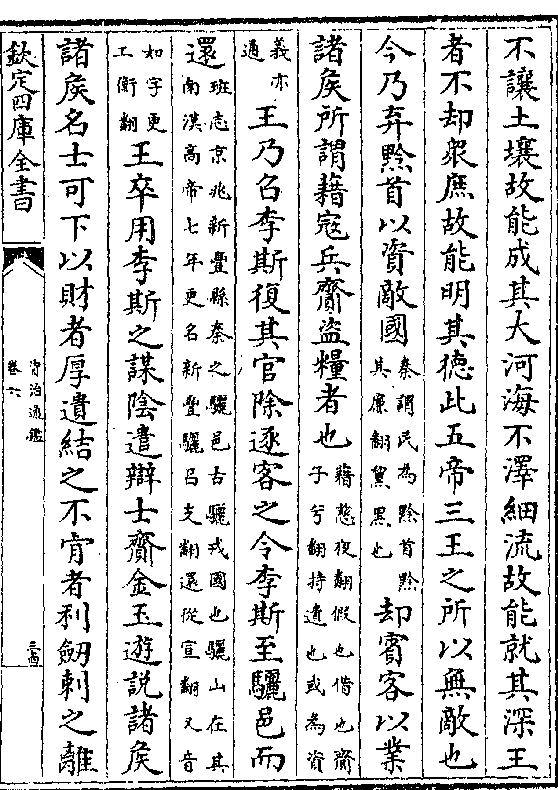 不讓土壤故能成其大河海不澤細流故能就其深王
者不却衆庶故能明其德此五帝三王之所以無敵也
今乃弃黔首以資敵國秦謂民為黔首黔其廉翻黧黒也却賔客以業
諸侯所謂藉寇兵齎盜糧者也藉慈夜翻假也借也齎子兮翻持遺也或為資
義亦通王乃召李斯復其官除逐客之令李斯至驪邑而
還班志京兆新豐縣秦之驪邑古驪戎國也驪山在其南漢高帝七年更名新豐驪吕支翻還從宣翻又音
如字更工衡翻王卒用李斯之謀陰遣辯士齎金玉遊說諸侯
諸侯名士可下以財者厚遺結之不肯者利劒刺之離
欽定四庫全書
資治通鑑
卷六
三十四